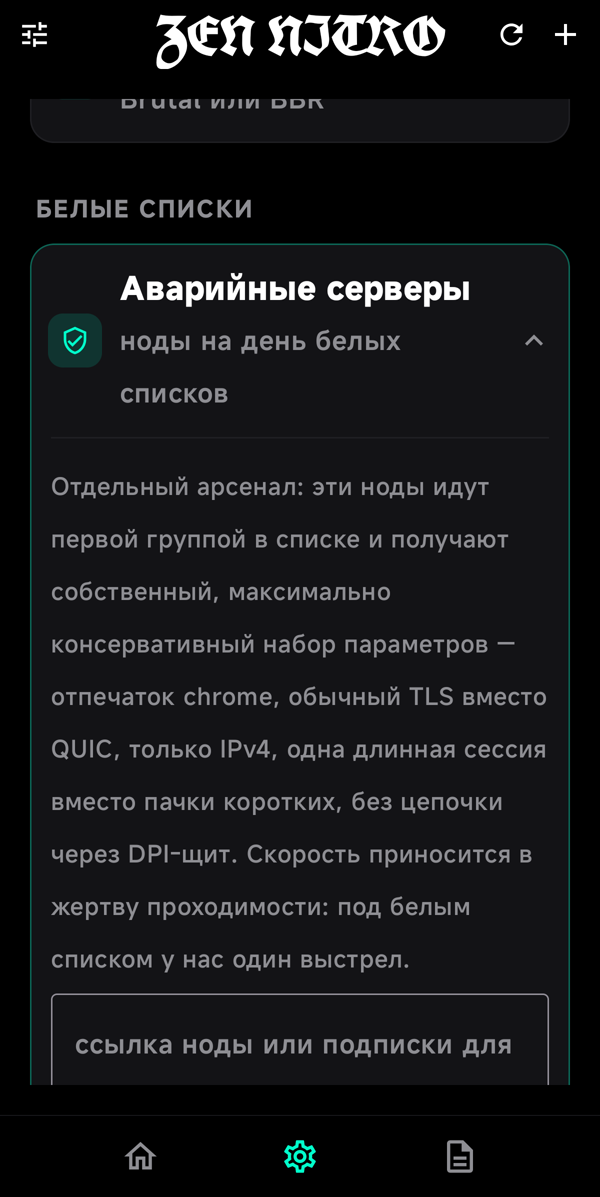 ZEN NITRO
Brutal или BBR
БЕЛЫЕ СПИСКИ
Аварийные серверы
ноды на день белых
списков
Отдельный арсенал: эти ноды идут
первой группой в списке и получают
собственный, максимально
консервативный набор параметров —
отпечаток chrome, обычный TLS вместо
QUIC, только IPv4, одна длинная сессия
вместо пачки коротких, без цепочки
через DPI-щит. Скорость приносится в
жертву проходимости: под белым
списком у нас один выстрел.
ссылка ноды или подписки для